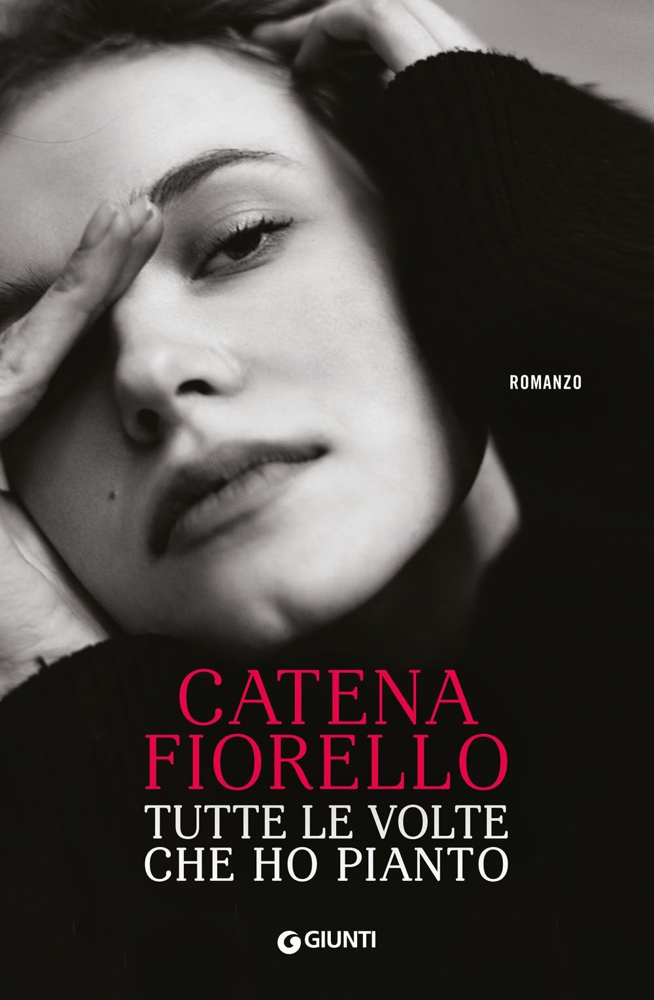 ROMANZO
CATENA
FIORELLO
TUTTE LE VOLTE
CHE HO PIANTO
GIUNTI